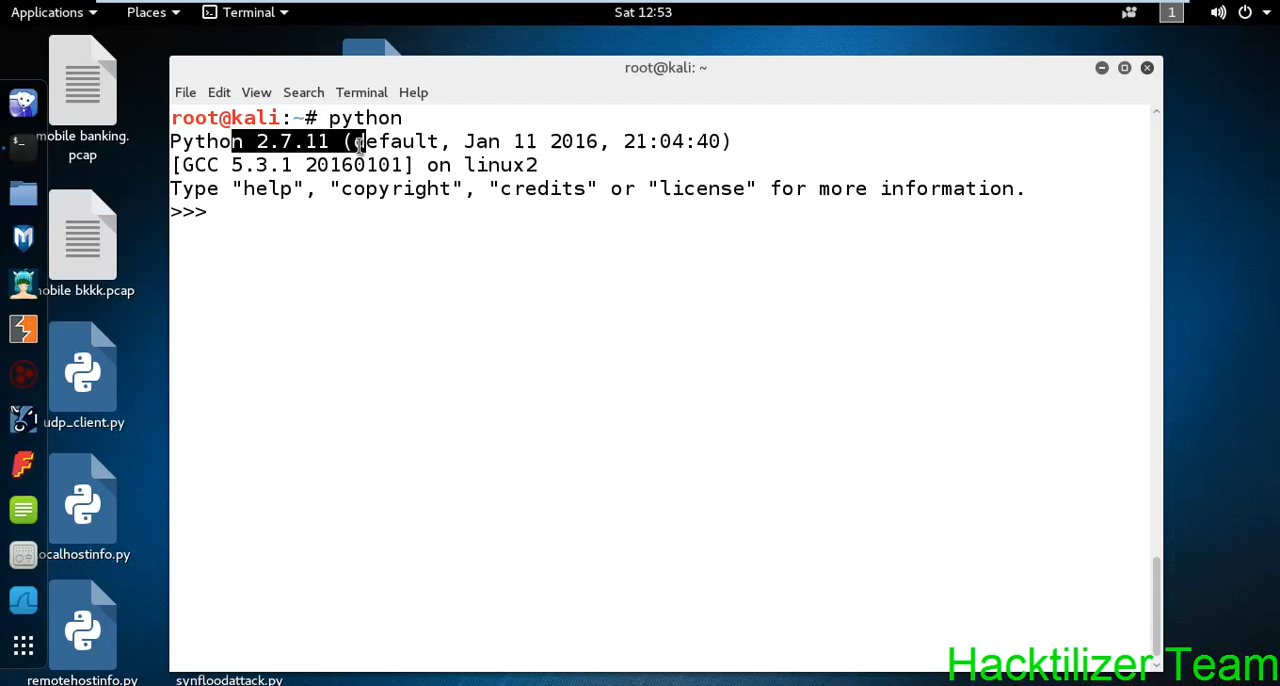 Applications Places Terminal Sat 12:53 1
root@kali: ~
File Edit View Search Terminal Help
root@kali:~# python
Python 2.7.11 (default, Jan 11 2016, 21:04:40)
[GCC 5.3.1 20160101] on linux2
Type "help", "copyright", "credits" or "license" for more information.
>>>
mobile banking.
pcap
mobile bkkk.pcap
udp_client.py
localhostinfo.py
remotehostinfo.py
synfloodattack.py
Hacktilizer Team